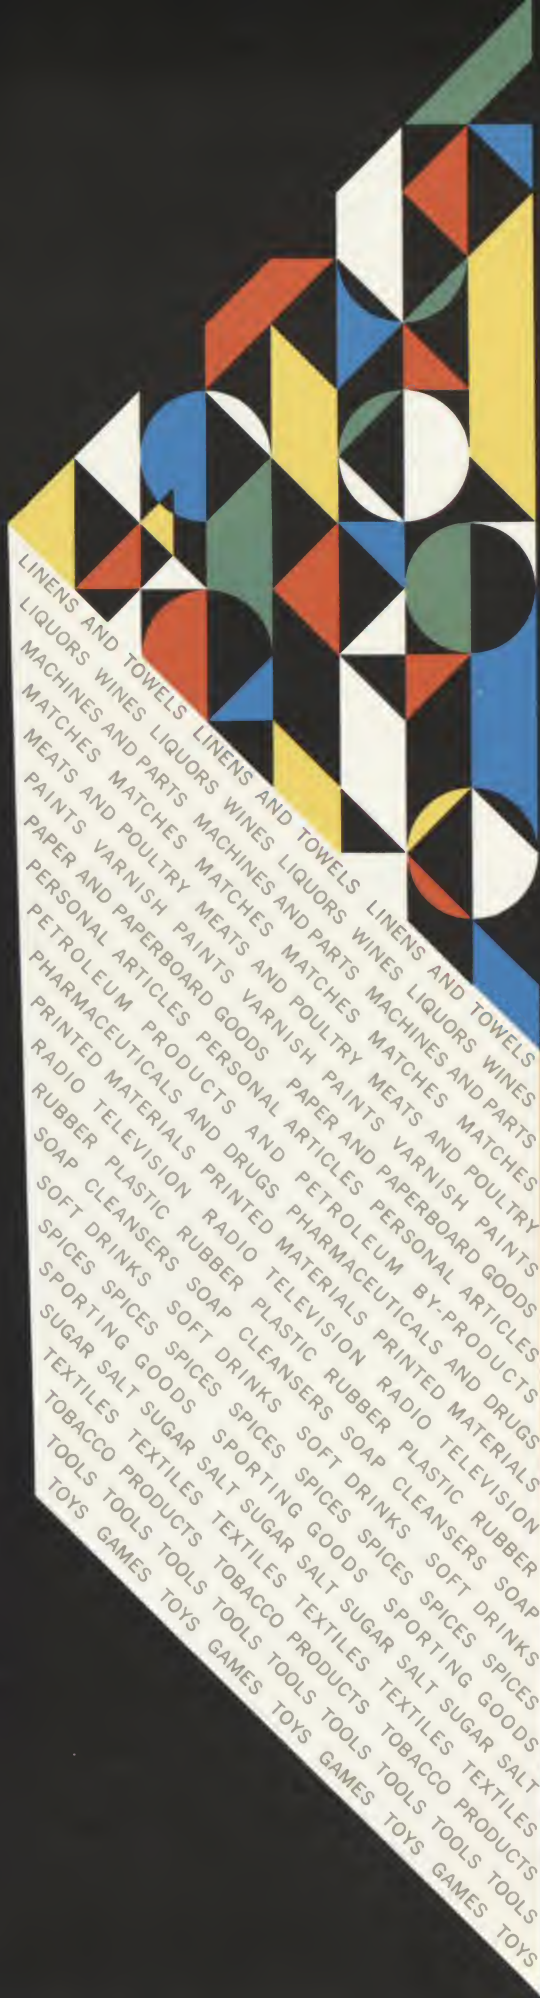 LINENS AND TOWELS LINENS AND TOWELS LINENS AND TOWELS
LIQUORS WINES LIQUORS WINES LIQUORS WINES LIQUORS WINES
MACHINES AND PARTS MACHINES AND PARTS MACHINES AND PARTS
MATCHES MATCHES MATCHES MATCHES MATCHES MATCHES
MEATS AND POULTRY MEATS AND POULTRY MEATS AND POULTRY
PAINTS VARNISH PAINTS VARNISH PAINTS VARNISH PAINTS
PAPER AND PAPERBOARD GOODS PAPER AND PAPERBOARD GOODS
PERSONAL ARTICLES PERSONAL ARTICLES PERSONAL ARTICLES
PETROLEUM PRODUCTS AND PETROLEUM BY-PRODUCTS
PHARMACEUTICALS AND DRUGS PHARMACEUTICALS AND DRUGS
PRINTED MATERIALS PRINTED MATERIALS PRINTED MATERIALS
RADIO TELEVISION RADIO TELEVISION RADIO TELEVISION
RUBBER PLASTIC RUBBER PLASTIC RUBBER PLASTIC RUBBER
SOAP CLEANSERS SOAP CLEANSERS SOAP CLEANSERS SOAP
SOFT DRINKS SOFT DRINKS SOFT DRINKS SOFT DRINKS
SPICES SPICES SPICES SPICES SPICES SPICES SPICES SPICES
SPORTING GOODS SPORTING GOODS SPORTING GOODS
SUGAR SALT SUGAR SALT SUGAR SALT SUGAR SALT SUGAR SALT
TEXTILES TEXTILES TEXTILES TEXTILES TEXTILES TEXTILES
TOBACCO PRODUCTS TOBACCO PRODUCTS TOBACCO PRODUCTS
TOOLS TOOLS TOOLS TOOLS TOOLS TOOLS TOOLS TOOLS TOOLS
TOYS GAMES TOYS GAMES TOYS GAMES TOYS GAMES TOYS